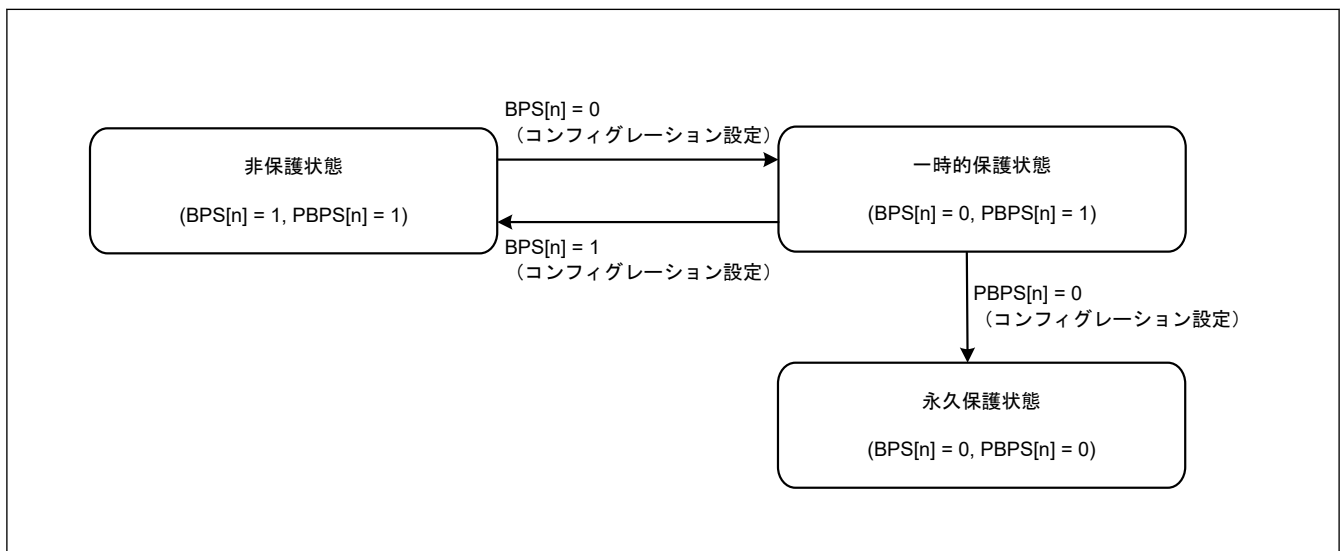 BPS[n] = 0
（コンフィグレーション設定）
非保護状態
(BPS[n] = 1, PBPS[n] = 1)
一時的保護状態
(BPS[n] = 0, PBPS[n] = 1)
BPS[n] = 1
（コンフィグレーション設定）
PBPS[n] = 0
（コンフィグレーション設定）
永久保護状態
(BPS[n] = 0, PBPS[n] = 0)